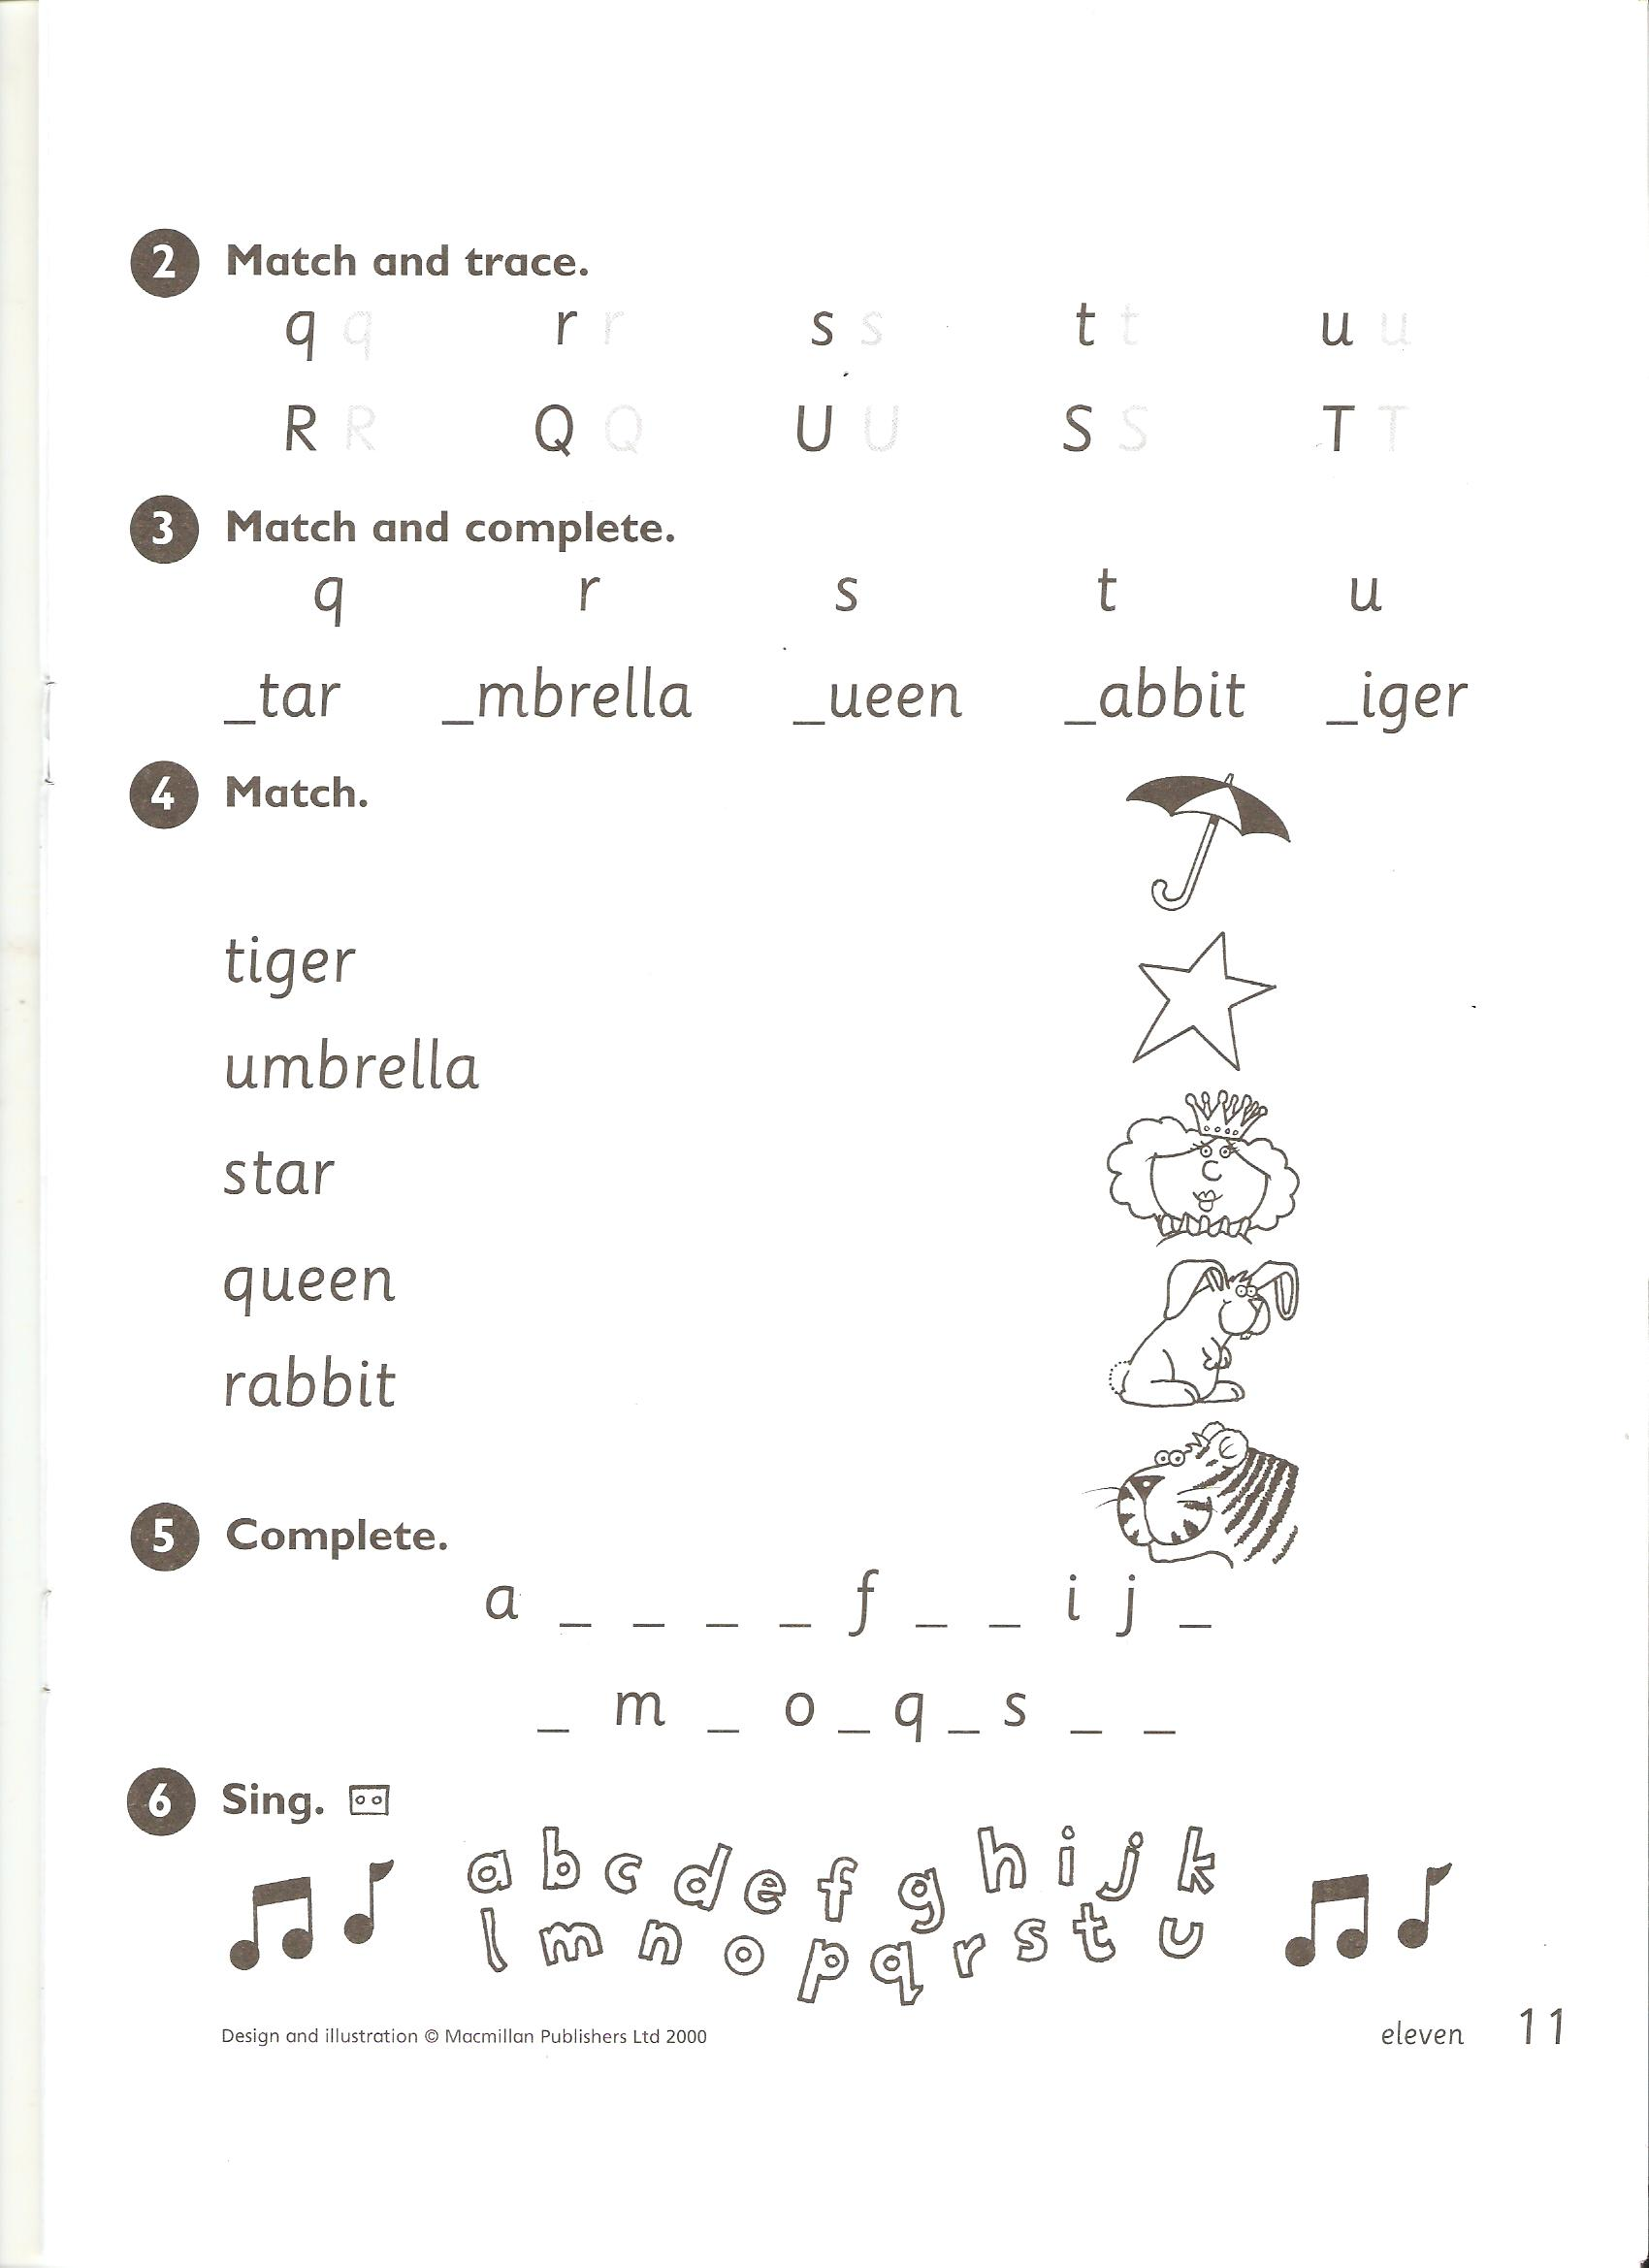 2 Match and trace.
q q r r s s t t u u
R R Q Q U U S S T T
3 Match and complete.
q r s t u
_tar _mbrella _ueen _abbit _iger
4 Match.
tiger
umbrella
star
queen
rabbit
5 Complete.
a _ _ _ _ f _ _ i j _
_ m _ o _ q _ s _ _
6 Sing.
a b c d e f g h i j k
l m n o p q r s t u
Design and illustration © Macmillan Publishers Ltd 2000
eleven 11